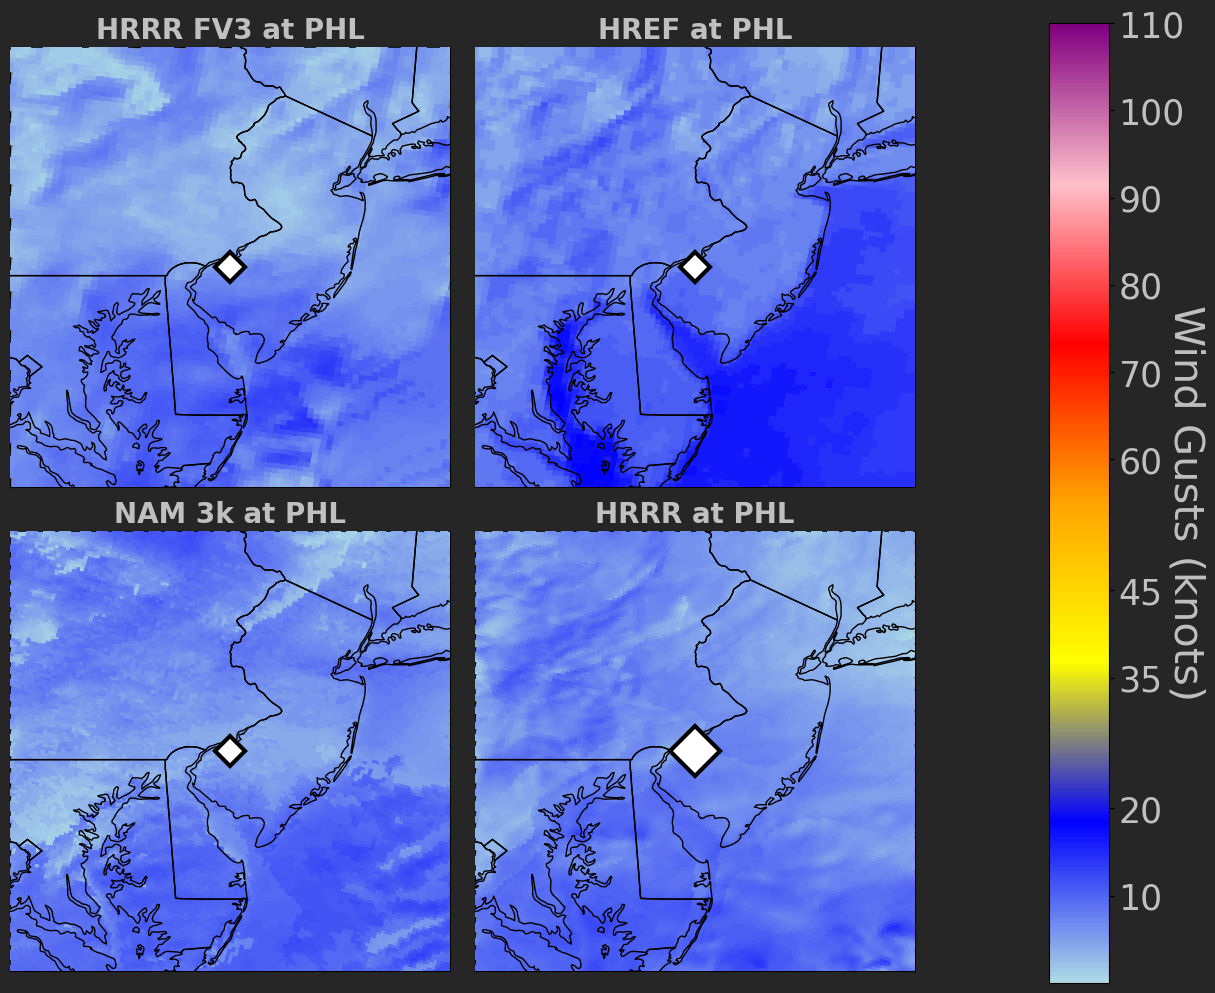 HRRR FV3 at PHL
HREF at PHL
NAM 3k at PHL
HRRR at PHL
110
100
90
80
70
60
45
35
20
10
Wind Gusts (knots)